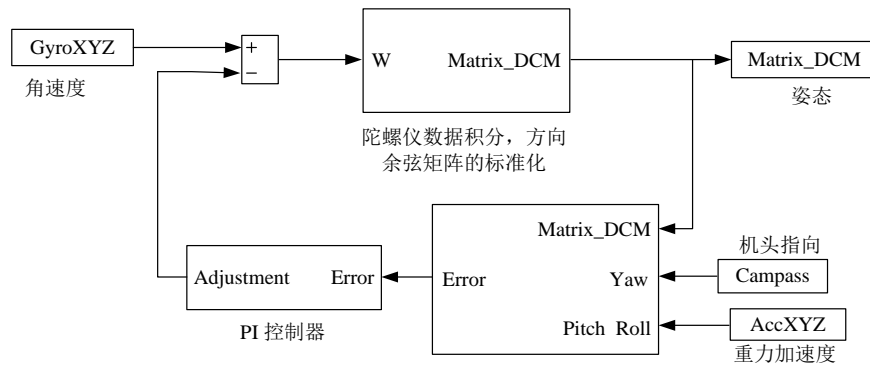 GyroXYZ
角速度
+
−
W
Matrix_DCM
陀螺仪数据积分，方向
余弦矩阵的标准化
Matrix_DCM
姿态
Adjustment
Error
PI 控制器
Error
Matrix_DCM
Yaw
Pitch Roll
机头指向
Campass
AccXYZ
重力加速度